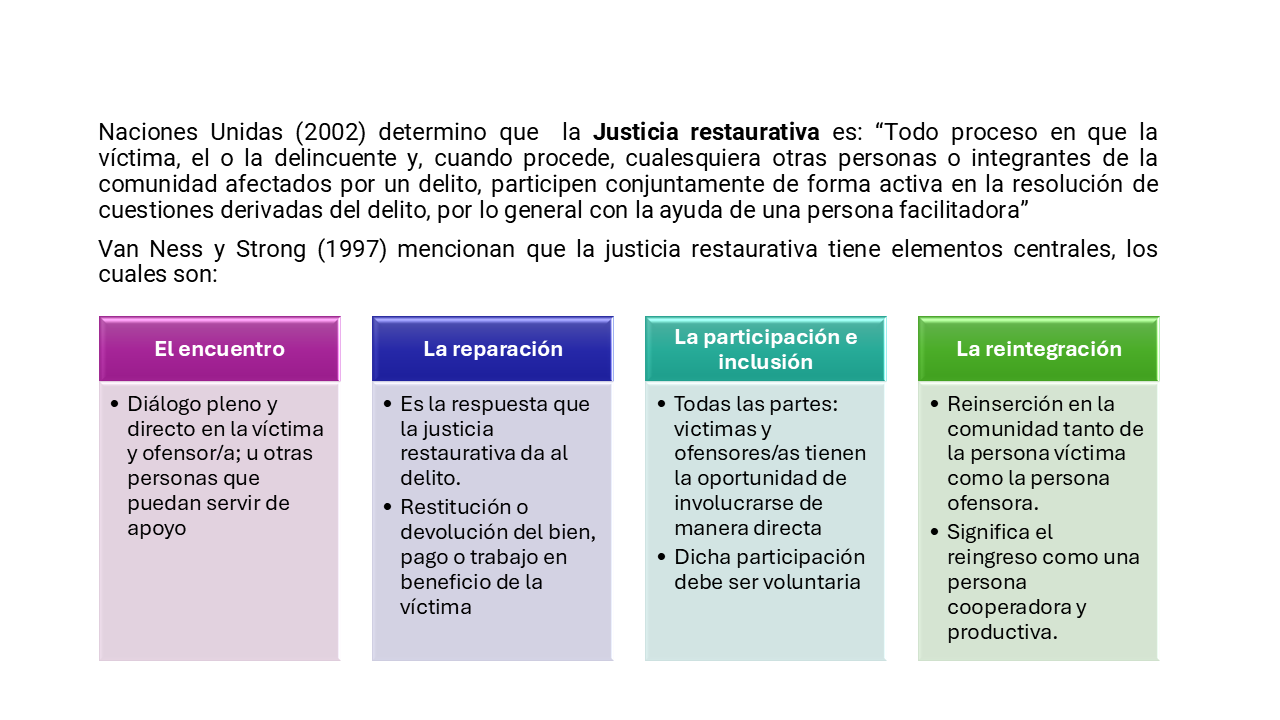 Naciones Unidas (2002) determino que  la Justicia restaurativa es: “Todo proceso en que la
víctima, el o la delincuente y, cuando procede, cualesquiera otras personas o integrantes de la
comunidad afectados por un delito, participen conjuntamente de forma activa en la resolución de
cuestiones derivadas del delito, por lo general con la ayuda de una persona facilitadora”
Van Ness y Strong (1997) mencionan que la justicia restaurativa tiene elementos centrales, los
cuales son:
El encuentro
• Diálogo pleno y
directo en la víctima
y ofensor/a; u otras
personas que
puedan servir de
apoyo
La reparación
• Es la respuesta que
la justicia
restaurativa da al
delito.
• Restitución o
devolución del bien,
pago o trabajo en
beneficio de la
víctima
La participación e
inclusión
• Todas las partes:
victimas y
ofensores/as tienen
la oportunidad de
involucrarse de
manera directa
• Dicha participación
debe ser voluntaria
La reintegración
• Reinserción en la
comunidad tanto de
la persona víctima
como la persona
ofensora.
• Significa el
reingreso como una
persona
cooperadora y
productiva.